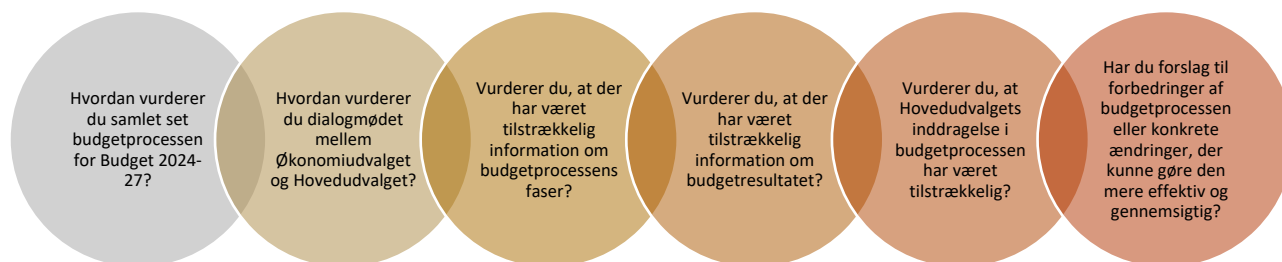 Hvordan vurderer
du samlet set
budgetprocessen
for Budget 2024-
27?
Hvordan vurderer
du dialogmødet
mellem
Økonomiudvalget
og Hovedudvalget?
Vurderer du, at der
har været
tilstrækkelig
information om
budgetprocessens
faser?
Vurderer du, at der
har været
tilstrækkelig
information om
budgetresultatet?
Vurderer du, at
Hovedudvalgets
inddragelse i
budgetprocessen
har været
tilstrækkelig?
Har du forslag til
forbedringer af
budgetprocessen
eller konkrete
ændringer, der
kunne gøre den
mere effektiv og
gennemsigtig?